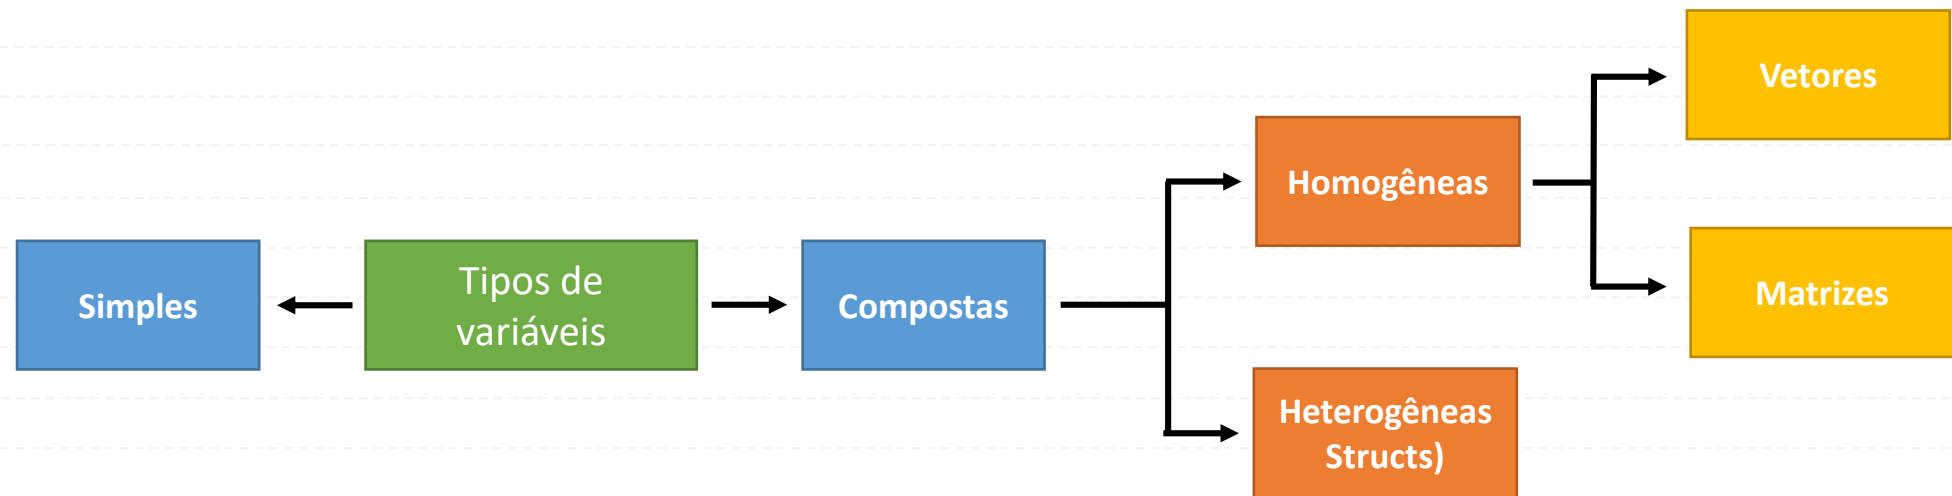 Vetores
Homogêneas
Simples
Tipos de
variáveis
Compostas
Matrizes
Heterogêneas
Structs)